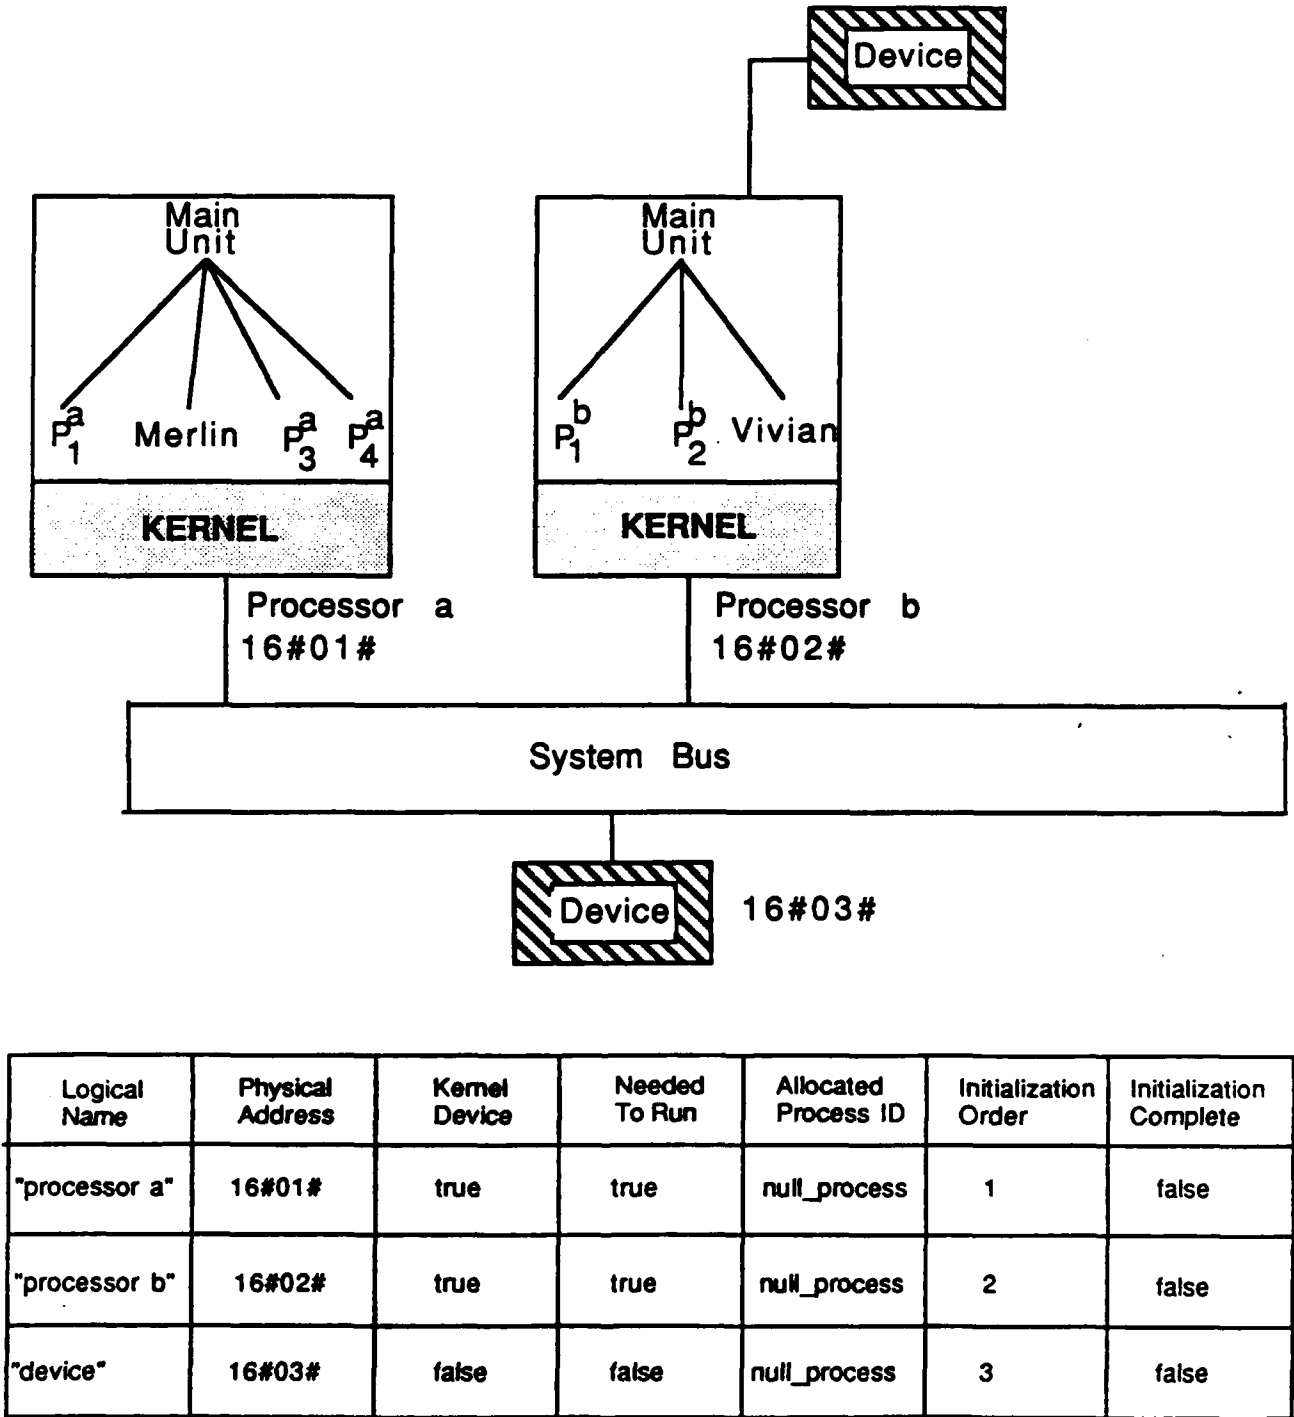 Device
Main
Unit
Main
Unit
P₁ᵃ Merlin P₃ᵃ P₄ᵃ
P₁ᵇ P₂ᵇ Vivian
KERNEL
KERNEL
Processor a
16#01#
Processor b
16#02#
System Bus
Device 16#03#
Logical Name Physical Address Kernel Device Needed To Run Allocated Process ID Initialization Order Initialization Complete
"processor a" 16#01# true true null_process 1 false
"processor b" 16#02# true true null_process 2 false
"device" 16#03# false false null_process 3 false